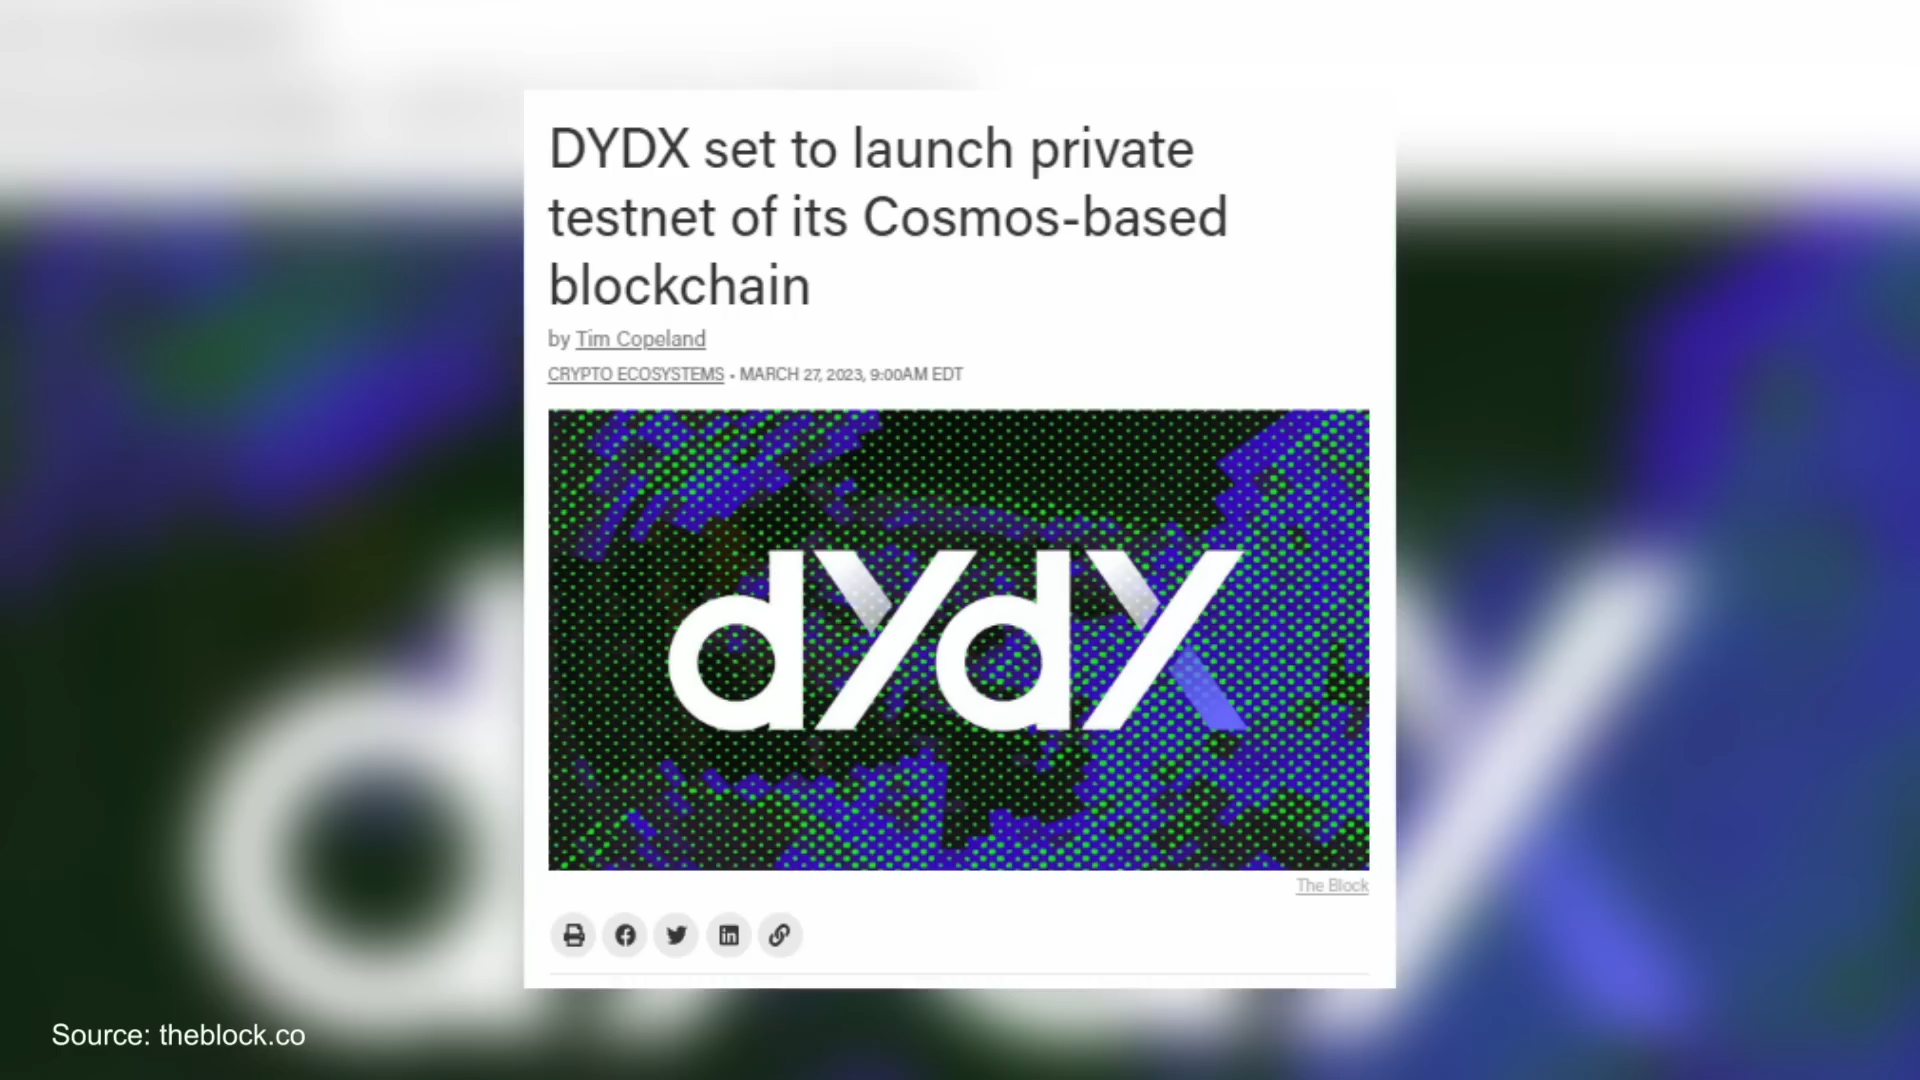 DYDX set to launch private
testnet of its Cosmos-based
blockchain
by Tim Copeland
CRYPTO ECOSYSTEMS • MARCH 27, 2023, 9:00AM EDT
dYdX
The Block
Source: theblock.co